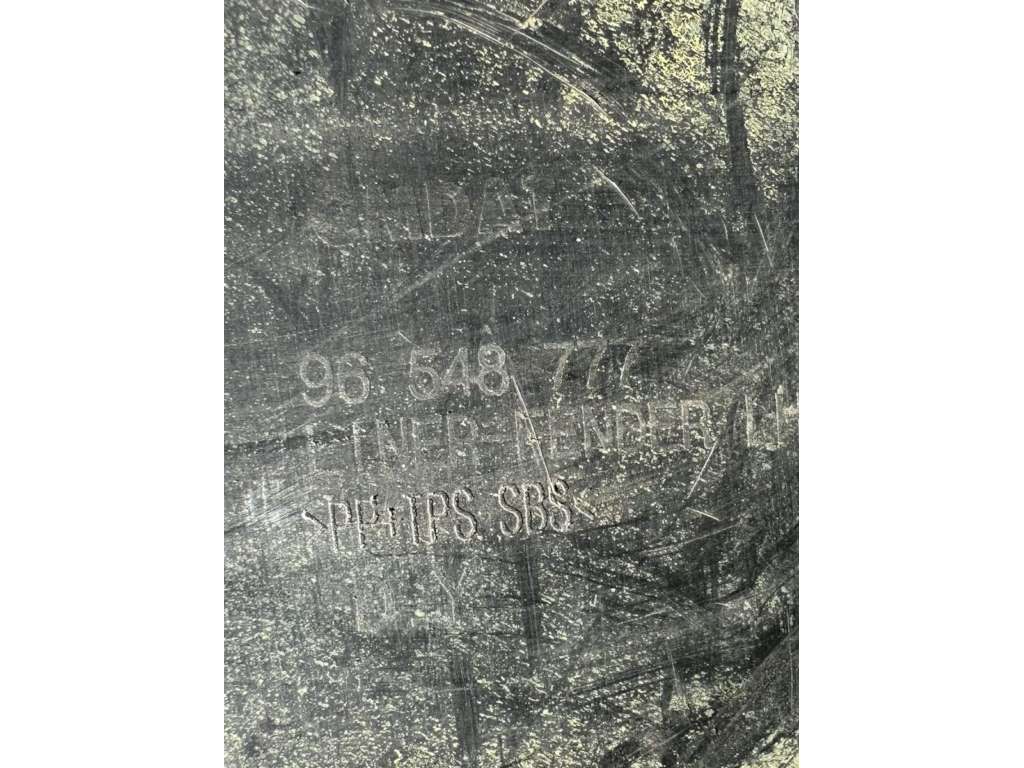 96 548 777
LINER-FENDER LH
>PP+TPS SBS<